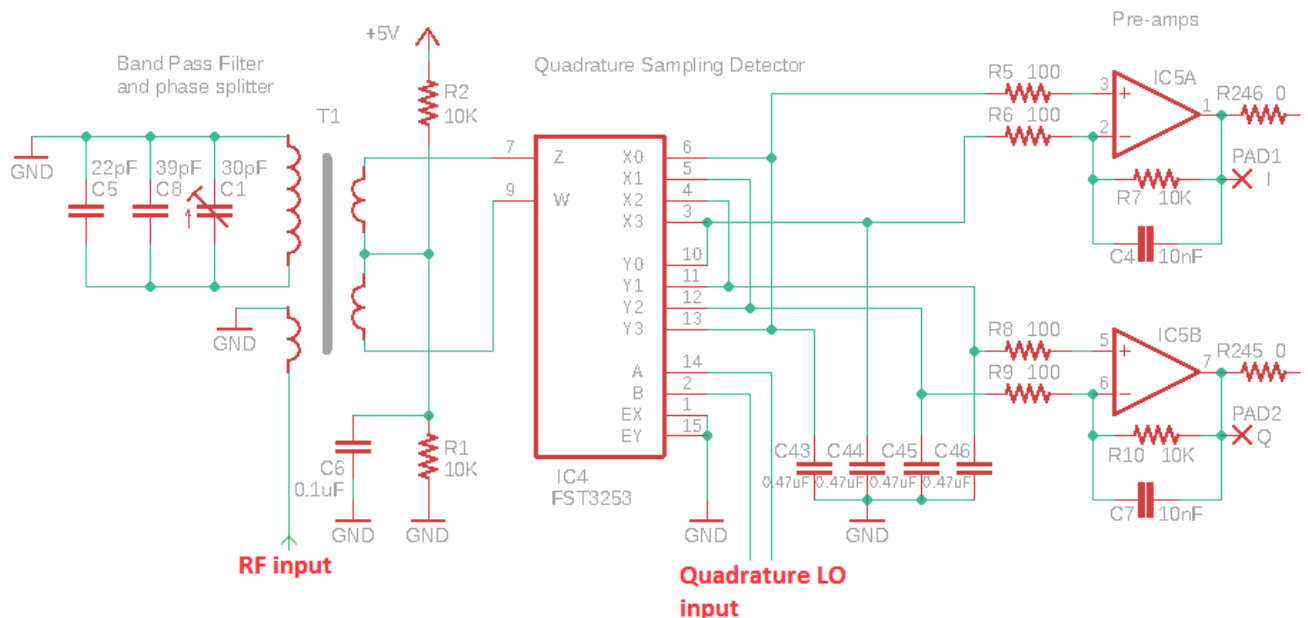 Pre-amps
+5V
Band Pass Filter
and phase splitter
Quadrature Sampling Detector
T1
R2
10K
GND
22pF
C5
39pF
C8
30pF
C1
GND
7
9
Z
W
X0
X1
X2
X3
Y0
Y1
Y2
Y3
A
B
EX
EY
6
5
4
3
10
11
12
13
14
2
1
15
IC4
FST3253
R5 100
R6 100
3
2
+
−
IC5A
1
R246 0
PAD1
I
R7 10K
C4 10nF
R8 100
R9 100
5
6
+
−
IC5B
7
R245 0
PAD2
Q
R10 10K
C7 10nF
C43
0.47uF
C44
0.47uF
C45
0.47uF
C46
0.47uF
C6
0.1uF
R1
10K
GND
GND
GND
GND
RF input
Quadrature LO
input